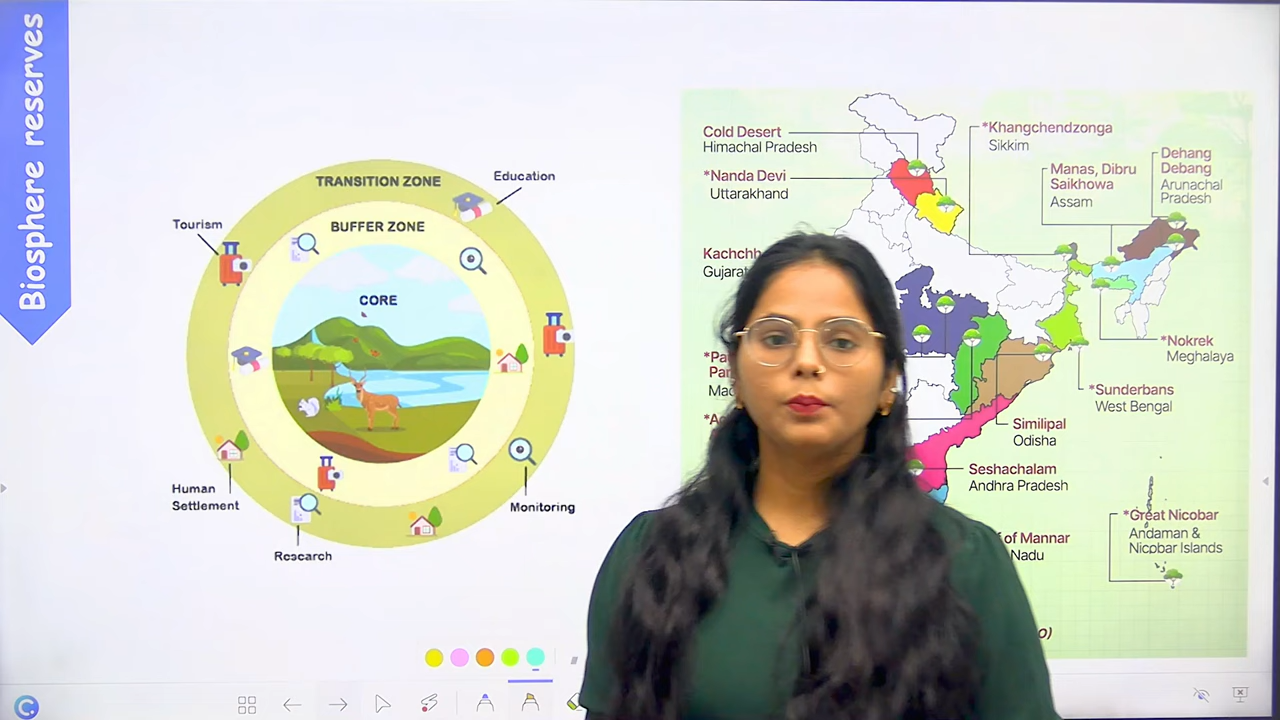 Biosphere reserves
TRANSITION ZONE
BUFFER ZONE
CORE
Education
Tourism
Human
Settlement
Research
Monitoring
Cold Desert
Himachal Pradesh
*Nanda Devi
Uttarakhand
Kachchh
Gujarat
*Khangchendzonga
Sikkim
Manas, Dibru
Saikhowa
Assam
Dehang
Debang
Arunachal
Pradesh
*Nokrek
Meghalaya
*Sunderbans
West Bengal
Similipal
Odisha
Seshachalam
Andhra Pradesh
of Mannar
Nadu
*Great Nicobar
Andaman &
Nicobar Islands